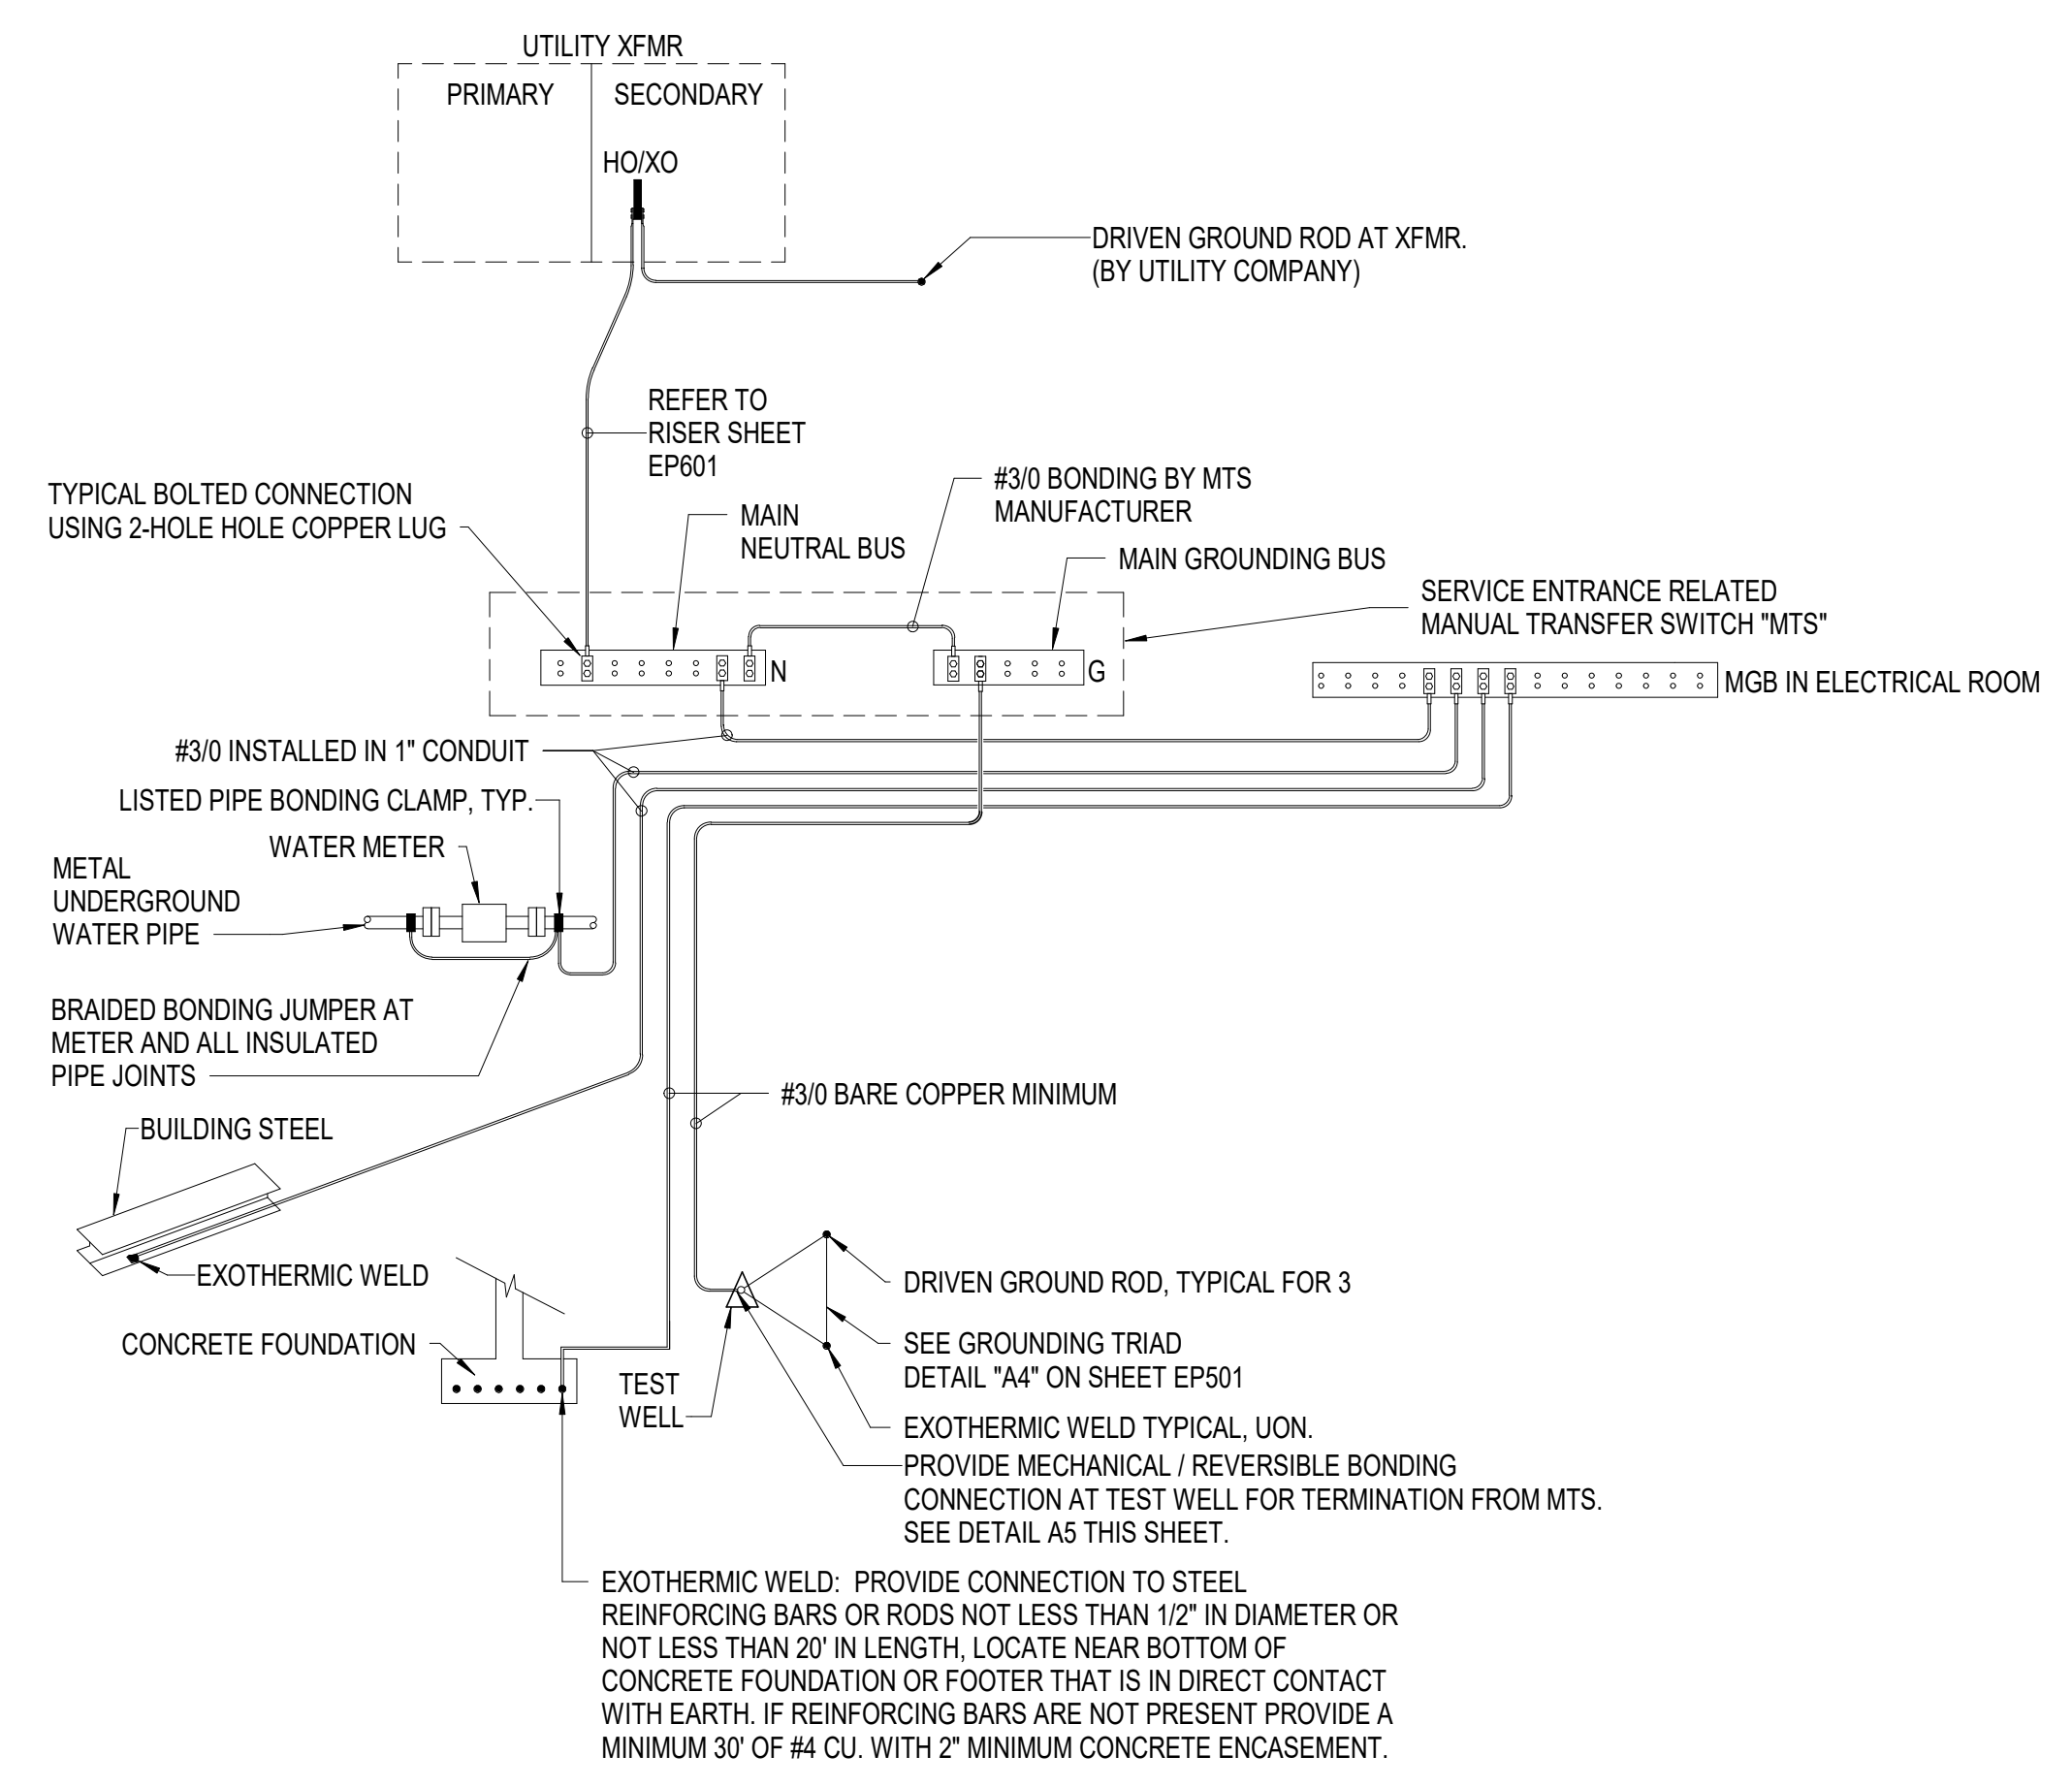 UTILITY XFMR
PRIMARY
SECONDARY
HO/XO
DRIVEN GROUND ROD AT XFMR.
(BY UTILITY COMPANY)
REFER TO
RISER SHEET
EP601
TYPICAL BOLTED CONNECTION
USING 2-HOLE HOLE COPPER LUG
MAIN
NEUTRAL BUS
#3/0 BONDING BY MTS
MANUFACTURER
MAIN GROUNDING BUS
SERVICE ENTRANCE RELATED
MANUAL TRANSFER SWITCH "MTS"
N
G
MGB IN ELECTRICAL ROOM
#3/0 INSTALLED IN 1" CONDUIT
LISTED PIPE BONDING CLAMP, TYP.
WATER METER
METAL
UNDERGROUND
WATER PIPE
BRAIDED BONDING JUMPER AT
METER AND ALL INSULATED
PIPE JOINTS
#3/0 BARE COPPER MINIMUM
BUILDING STEEL
EXOTHERMIC WELD
CONCRETE FOUNDATION
TEST
WELL
DRIVEN GROUND ROD, TYPICAL FOR 3
SEE GROUNDING TRIAD
DETAIL "A4" ON SHEET EP501
EXOTHERMIC WELD TYPICAL, UON.
PROVIDE MECHANICAL / REVERSIBLE BONDING
CONNECTION AT TEST WELL FOR TERMINATION FROM MTS.
SEE DETAIL A5 THIS SHEET.
EXOTHERMIC WELD: PROVIDE CONNECTION TO STEEL
REINFORCING BARS OR RODS NOT LESS THAN 1/2" IN DIAMETER OR
NOT LESS THAN 20' IN LENGTH, LOCATE NEAR BOTTOM OF
CONCRETE FOUNDATION OR FOOTER THAT IS IN DIRECT CONTACT
WITH EARTH. IF REINFORCING BARS ARE NOT PRESENT PROVIDE A
MINIMUM 30' OF #4 CU. WITH 2" MINIMUM CONCRETE ENCASEMENT.